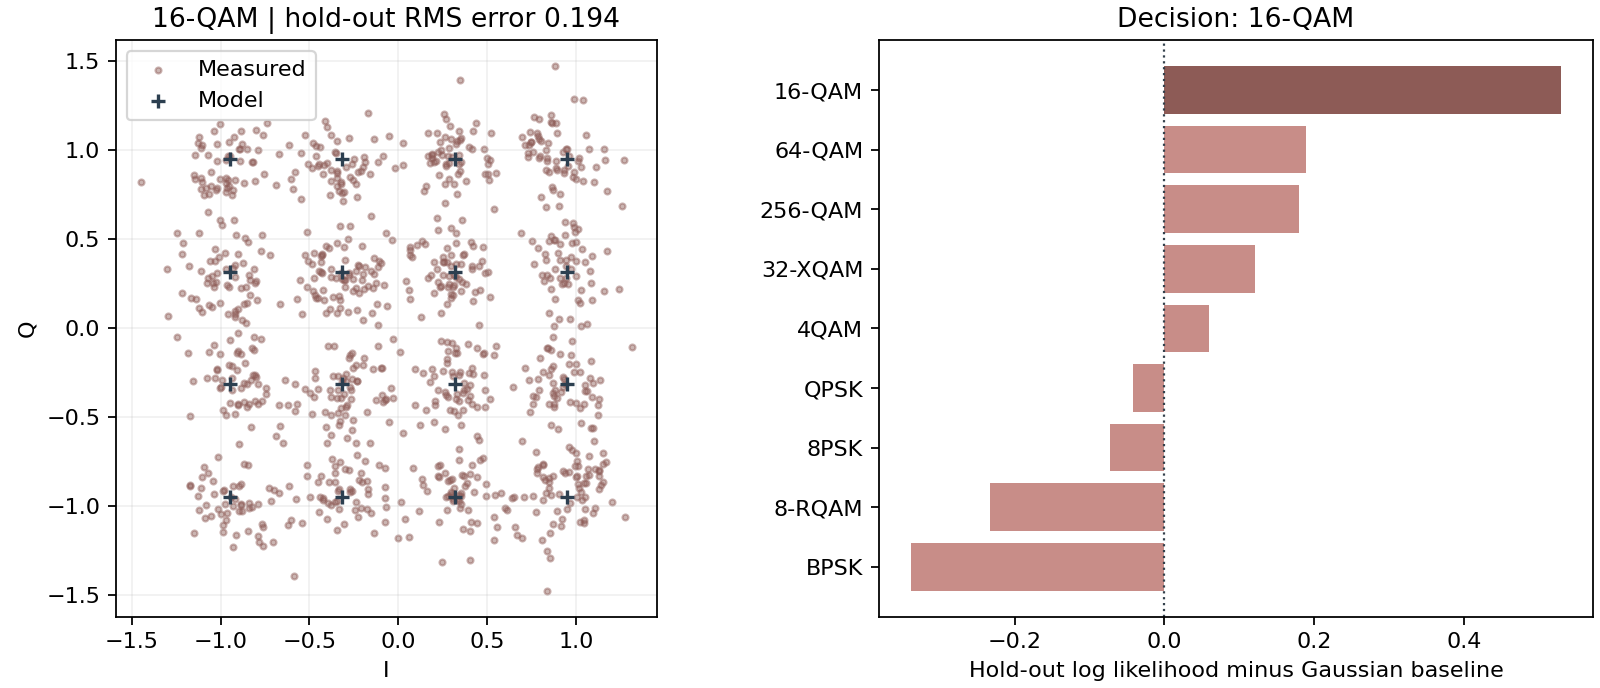 16-QAM | hold-out RMS error 0.194
Measured
Model
1.5
1.0
0.5
0.0
−0.5
−1.0
−1.5
Q
−1.5 −1.0 −0.5 0.0 0.5 1.0
I
Decision: 16-QAM
16-QAM
64-QAM
256-QAM
32-XQAM
4QAM
QPSK
8PSK
8-RQAM
BPSK
−0.2 0.0 0.2 0.4
Hold-out log likelihood minus Gaussian baseline